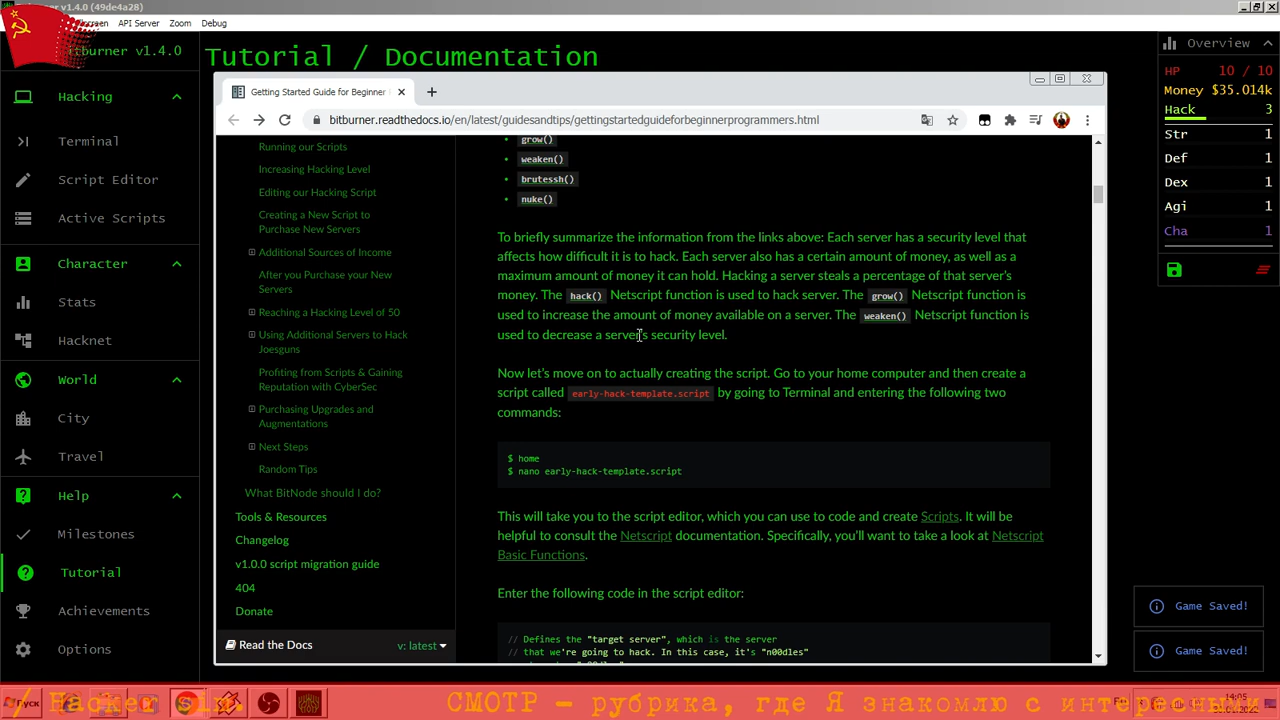 v1.4.0 (49de4a28)
API Server
Zoom
Debug
v1.4.0
Hacking
Terminal
Script Editor
Active Scripts
Character
Stats
Hacknet
World
City
Travel
Help
Milestones
Tutorial
Achievements
Options
Tutorial / Documentation
Getting Started Guide for Beginner
bitburner.readthedocs.io/en/latest/guidesandtips/gettingstartedguideforbeginnerprogrammers.html
Running our Scripts
Increasing Hacking Level
Editing our Hacking Script
Creating a New Script to
Purchase New Servers
Additional Sources of Income
After you Purchase your New
Servers
Reaching a Hacking Level of 50
Using Additional Servers to Hack
Joesguns
Profiting from Scripts & Gaining
Reputation with CyberSec
Purchasing Upgrades and
Augmentations
Next Steps
Random Tips
What BitNode should I do?
Tools & Resources
Changelog
v1.0.0 script migration guide
404
Donate
Read the Docs
v: latest
grow()
weaken()
brutessh()
nuke()
To briefly summarize the information from the links above: Each server has a security level that
affects how difficult it is to hack. Each server also has a certain amount of money, as well as a
maximum amount of money it can hold. Hacking a server steals a percentage of that server's
money. The hack() Netscript function is used to hack server. The grow() Netscript function is
used to increase the amount of money available on a server. The weaken() Netscript function is
used to decrease a server's security level.
Now let's move on to actually creating the script. Go to your home computer and then create a
script called early-hack-template.script by going to Terminal and entering the following two
commands:
$ home
$ nano early-hack-template.script
This will take you to the script editor, which you can use to code and create Scripts. It will be
helpful to consult the Netscript documentation. Specifically, you'll want to take a look at Netscript
Basic Functions.
Enter the following code in the script editor:
// Defines the "target server", which is the server
// that we're going to hack. In this case, it's "n00dles"
Overview
HP 10 / 10
Money $35.014k
Hack 3
Str 1
Def 1
Dex 1
Agi 1
Cha 1
Game Saved!
Game Saved!
Пуск
СМОТР — рубрика, где Я знакомлю с интересным
14:05